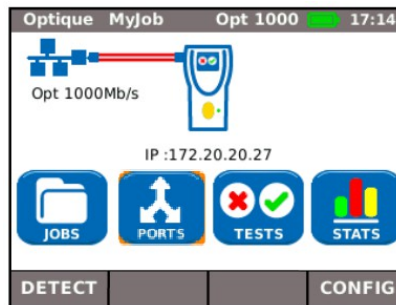 Optique MyJob Opt 1000 17:14
Opt 1000Mb/s
IP :172.20.20.27
JOBS PORTS TESTS STATS
DETECT CONFIG